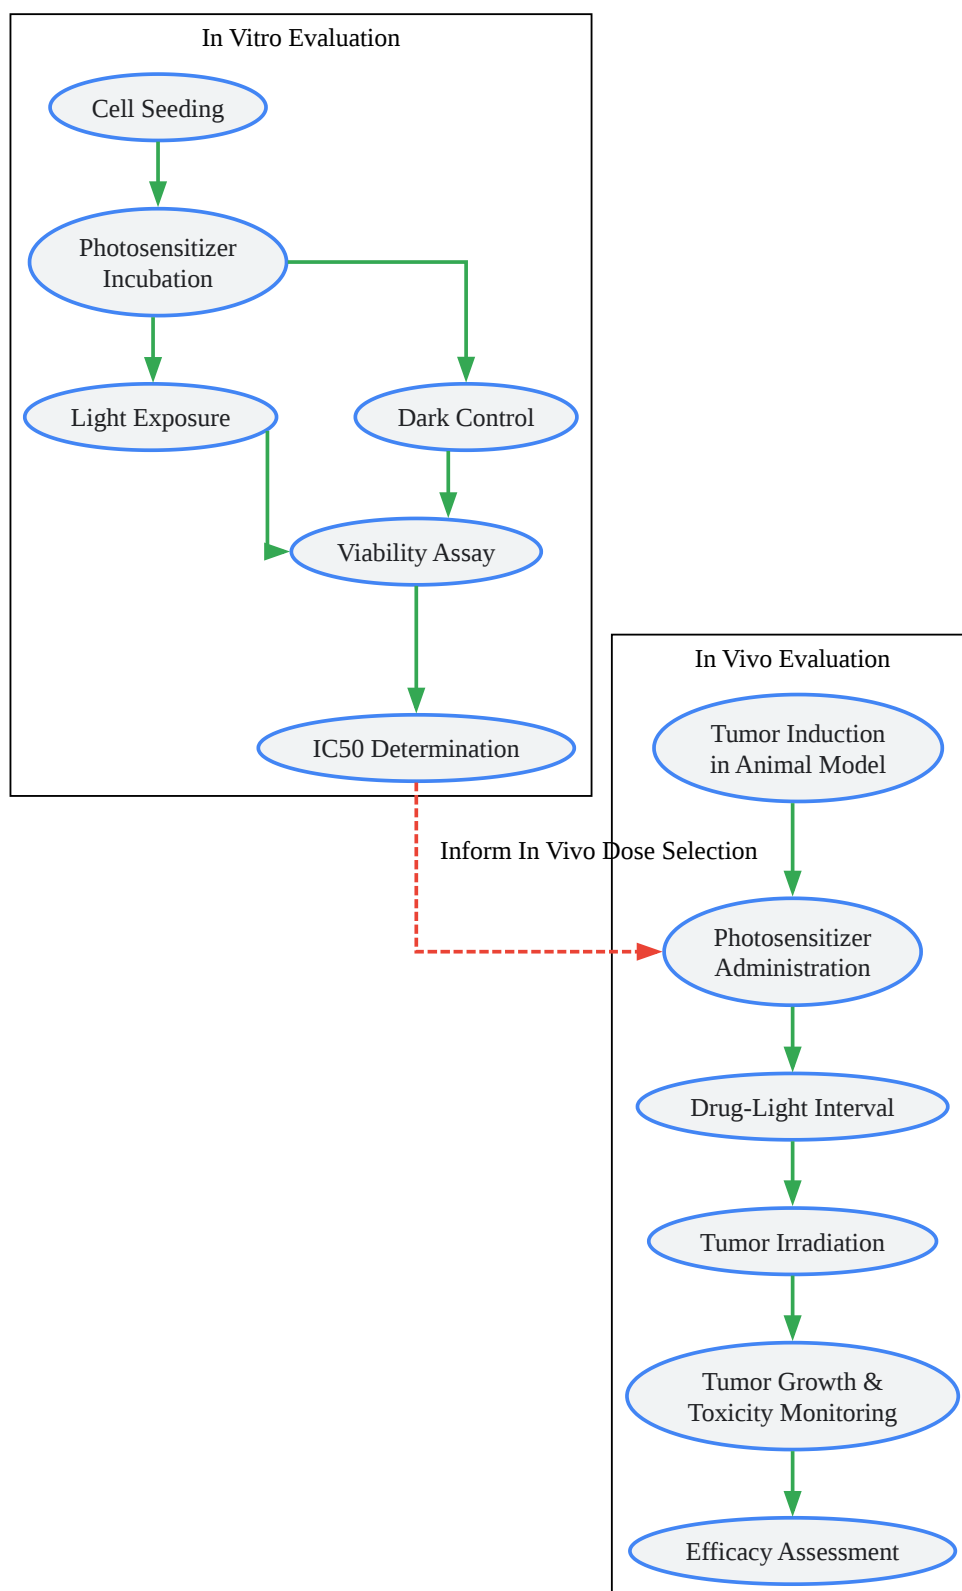 In Vitro Evaluation
Cell Seeding
Photosensitizer
Incubation
Light Exposure
Dark Control
Viability Assay
IC50 Determination
Inform In Vivo Dose Selection
In Vivo Evaluation
Tumor Induction
in Animal Model
Photosensitizer
Administration
Drug-Light Interval
Tumor Irradiation
Tumor Growth &
Toxicity Monitoring
Efficacy Assessment